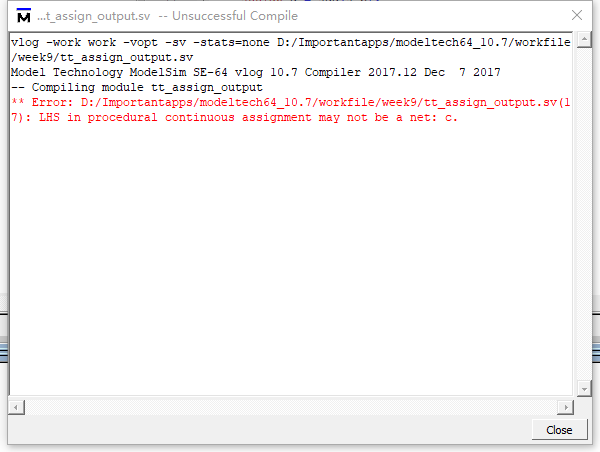 ...t_assign_output.sv -- Unsuccessful Compile
vlog -work work -vopt -sv -stats=none D:/Importantapps/modeltech64_10.7/workfile
/week9/tt_assign_output.sv
Model Technology ModelSim SE-64 vlog 10.7 Compiler 2017.12 Dec  7 2017
-- Compiling module tt_assign_output
** Error: D:/Importantapps/modeltech64_10.7/workfile/week9/tt_assign_output.sv(1
7): LHS in procedural continuous assignment may not be a net: c.
Close